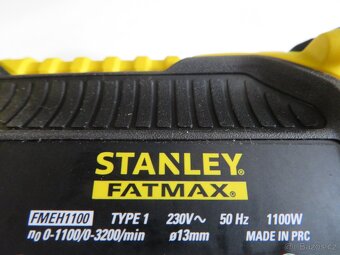 STANLEY
FATMAX®
FMEH1100 TYPE 1 230V~ 50 Hz 1100W
n0 0-1100/0-3200/min ø13mm MADE IN PRC